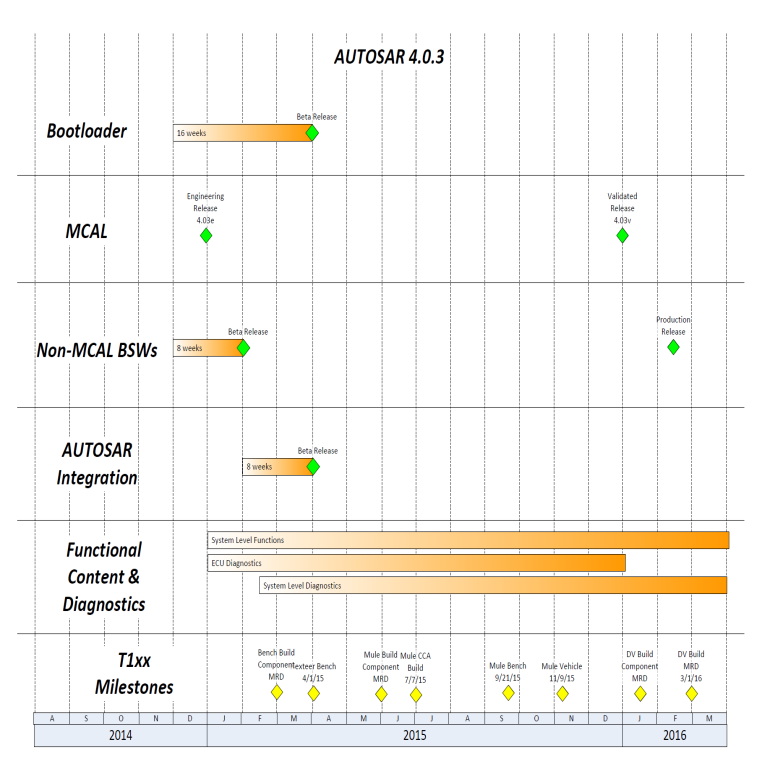 AUTOSAR 4.0.3
Bootloader
Beta Release
16 weeks
MCAL
Engineering
Release
4.03e
Validated
Release
4.03v
Non-MCAL BSWs
Beta Release
8 weeks
Production
Release
AUTOSAR
Integration
Beta Release
8 weeks
Functional
Content &
Diagnostics
System Level Functions
ECU Diagnostics
System Level Diagnostics
T1xx
Milestones
Bench Build
Component
MRD
exteer Bench
4/1/15
Mule Build
Component
MRD
Mule CCA
Build
7/7/15
Mule Bench
9/21/15
Mule Vehicle
11/9/15
DV Build
Component
MRD
DV Build
MRD
3/1/16
A S O N D J F M A M J J A S O N D J F M
2014 2015 2016